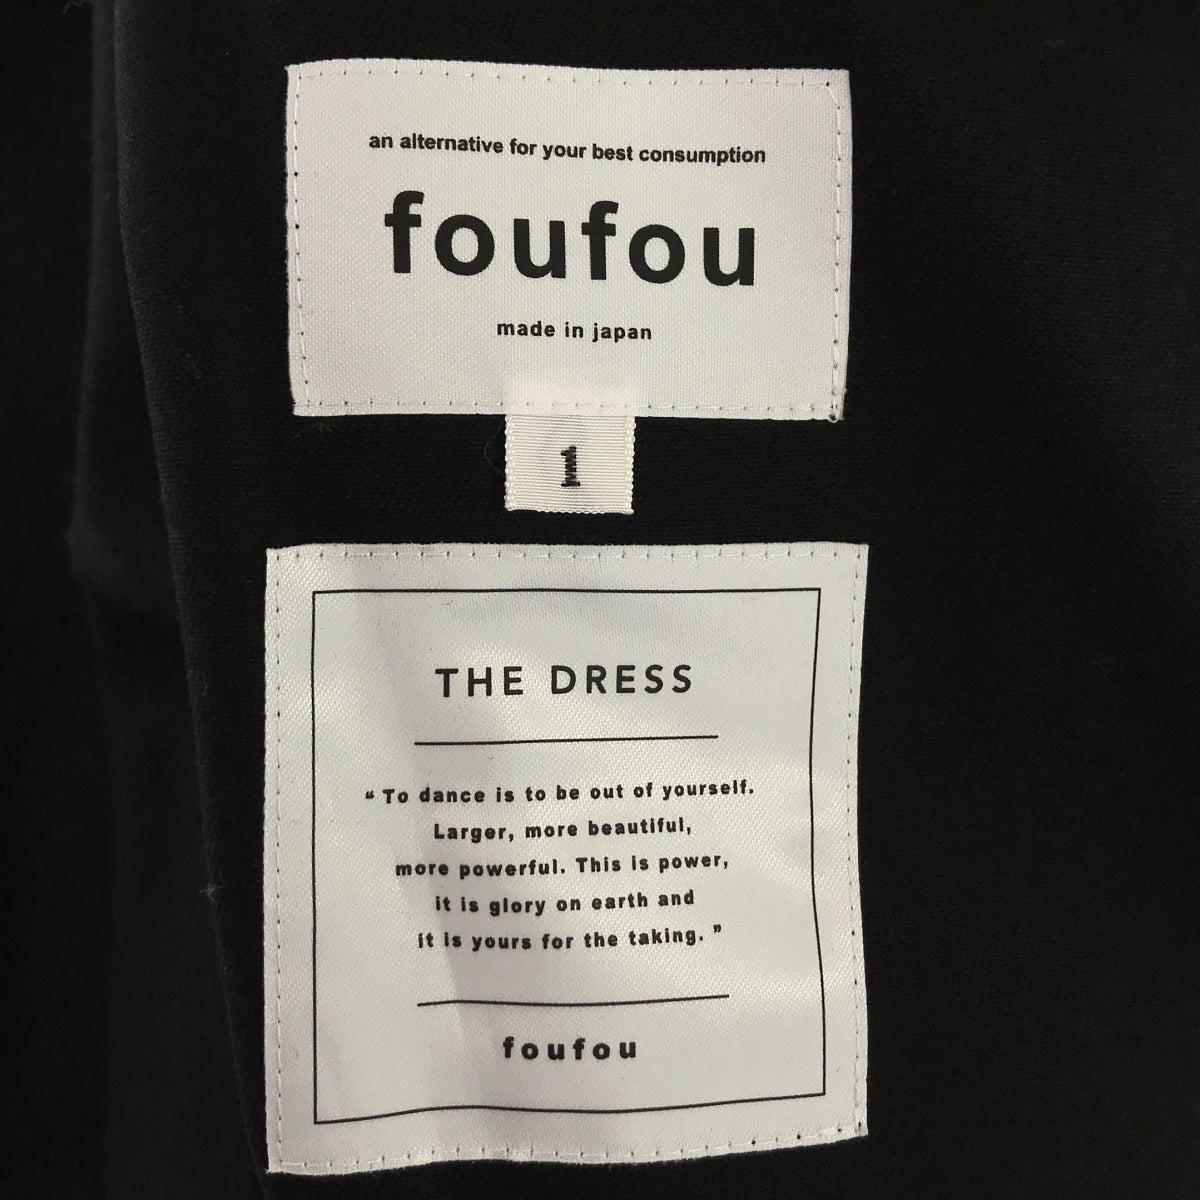 an alternative for your best consumption
foufou
made in japan
1
THE DRESS
“ To dance is to be out of yourself.
Larger, more beautiful,
more powerful. This is power,
it is glory on earth and
it is yours for the taking. ”
foufou